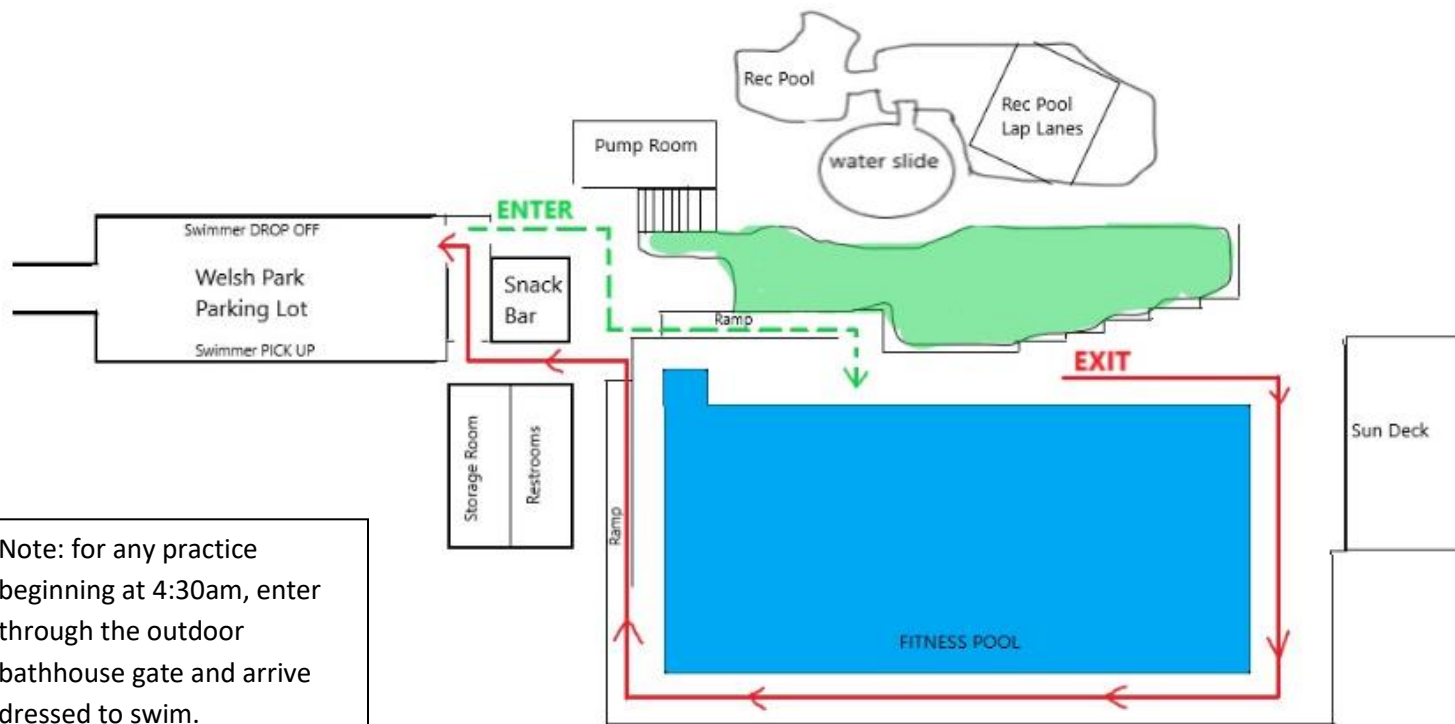 Rec Pool
Rec Pool
Lap Lanes
Pump Room
water slide
ENTER
Swimmer DROP OFF
Welsh Park
Parking Lot
Snack
Bar
Swimmer PICK UP
Ramp
EXIT
Sun Deck
Storage Room
Restrooms
Ramp
FITNESS POOL
Note: for any practice
beginning at 4:30am, enter
through the outdoor
bathhouse gate and arrive
dressed to swim.